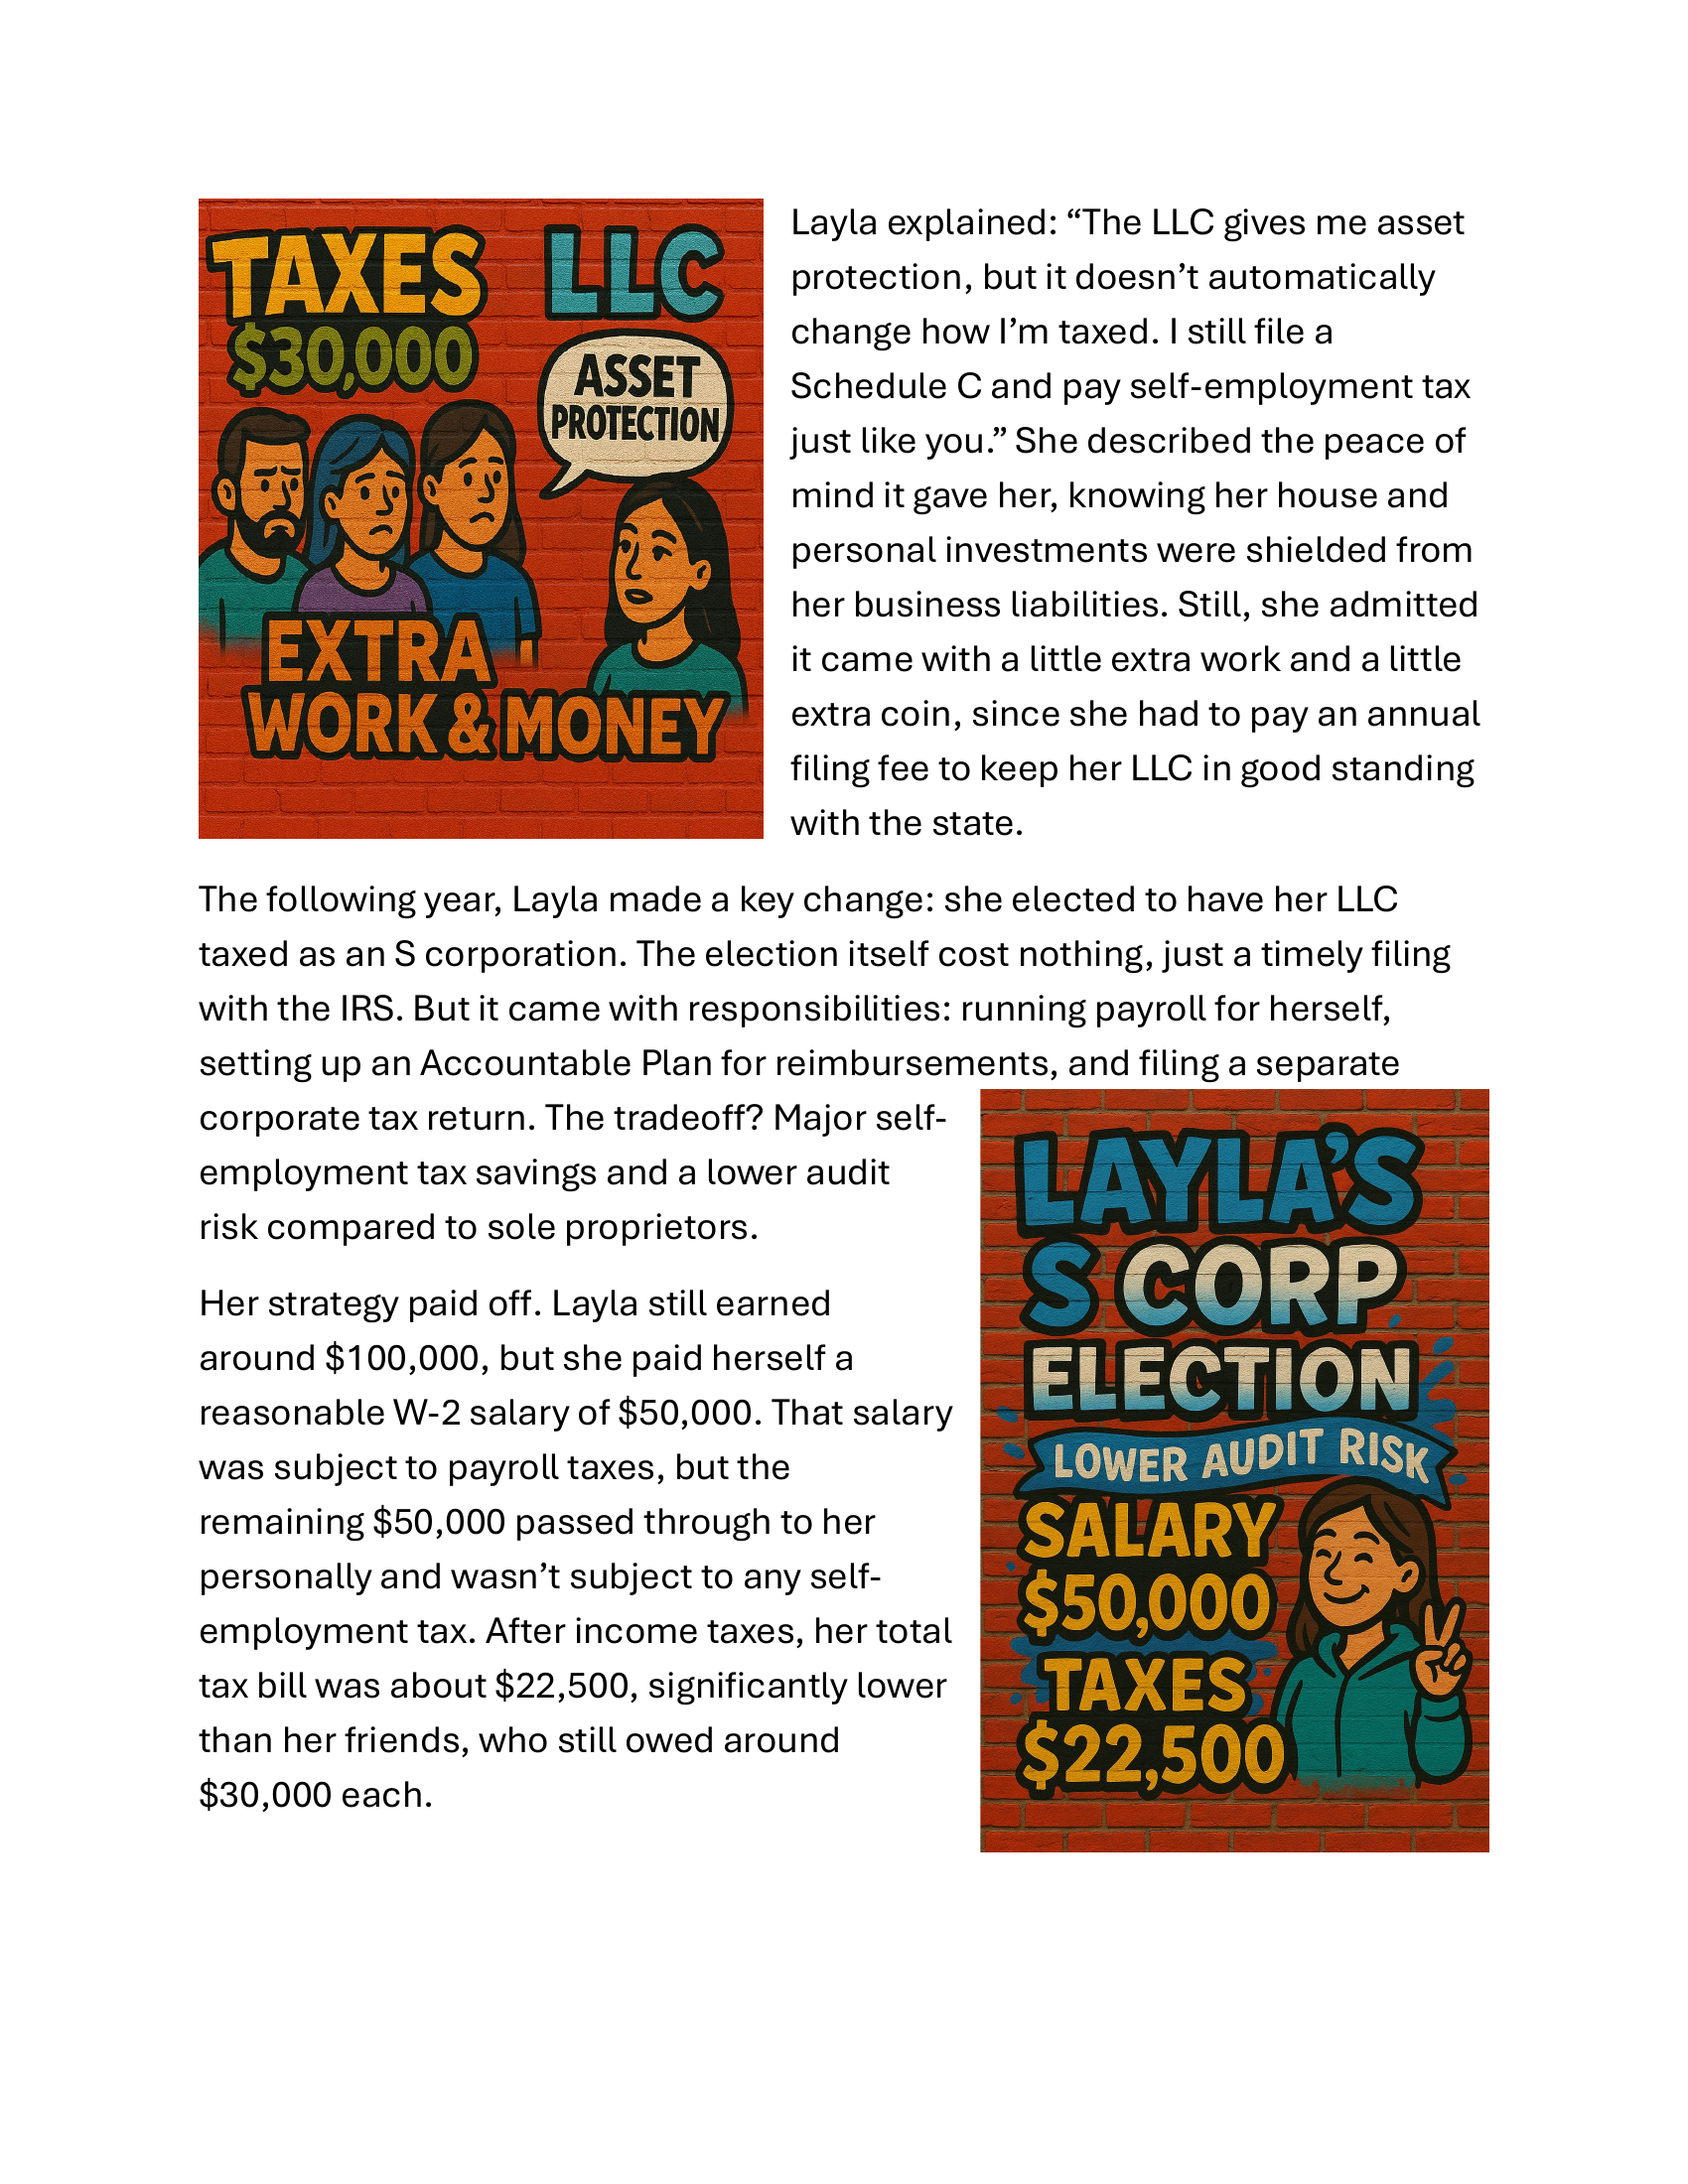 TAXES
$30,000
LLC
ASSET
PROTECTION
EXTRA
WORK & MONEY
Layla explained: “The LLC gives me asset
protection, but it doesn’t automatically
change how I’m taxed. I still file a
Schedule C and pay self-employment tax
just like you.” She described the peace of
mind it gave her, knowing her house and
personal investments were shielded from
her business liabilities. Still, she admitted
it came with a little extra work and a little
extra coin, since she had to pay an annual
filing fee to keep her LLC in good standing
with the state.
The following year, Layla made a key change: she elected to have her LLC
taxed as an S corporation. The election itself cost nothing, just a timely filing
with the IRS. But it came with responsibilities: running payroll for herself,
setting up an Accountable Plan for reimbursements, and filing a separate
corporate tax return. The tradeoff? Major self-
employment tax savings and a lower audit
risk compared to sole proprietors.
Her strategy paid off. Layla still earned
around $100,000, but she paid herself a
reasonable W-2 salary of $50,000. That salary
was subject to payroll taxes, but the
remaining $50,000 passed through to her
personally and wasn’t subject to any self-
employment tax. After income taxes, her total
tax bill was about $22,500, significantly lower
than her friends, who still owed around
$30,000 each.
LAYLA’S
S CORP
ELECTION
LOWER AUDIT RISK
SALARY
$50,000
TAXES
$22,500